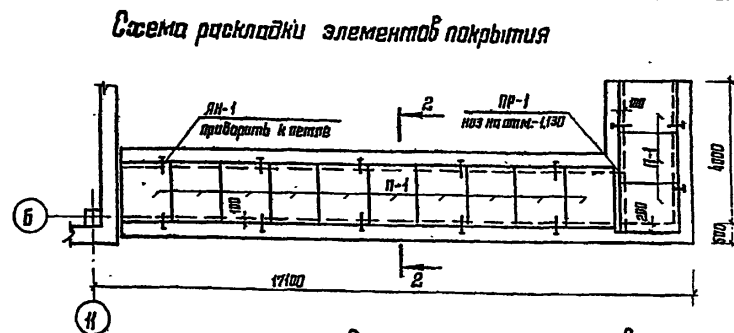 Схема раскладки элементов покрытия
ЯН-1
приварить к петле
2
ПР-1
низ на отм.-1,130
100
П-1
4000
П-1
100
200
Б
500
2
17100
11